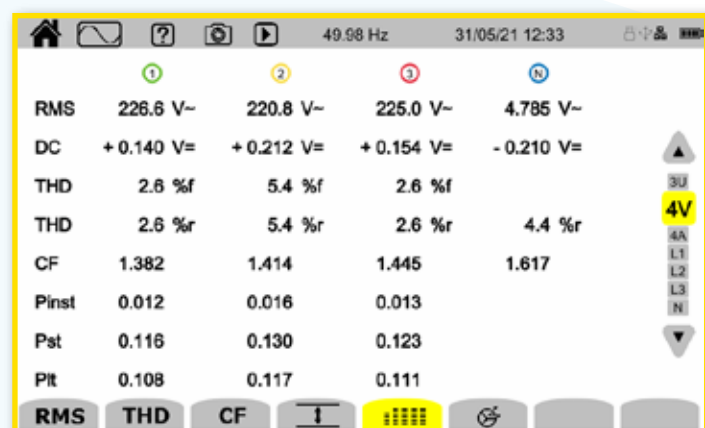 ? 49.98 Hz 31/05/21 12:33
1 2 3 N
RMS 226.6 V~ 220.8 V~ 225.0 V~ 4.785 V~
DC + 0.140 V= + 0.212 V= + 0.154 V= - 0.210 V=
THD 2.6 %f 5.4 %f 2.6 %f
THD 2.6 %r 5.4 %r 2.6 %r 4.4 %r
CF 1.382 1.414 1.445 1.617
Pinst 0.012 0.016 0.013
Pst 0.116 0.130 0.123
Plt 0.108 0.117 0.111
3U
4V
4A
L1
L2
L3
N
RMS THD CF